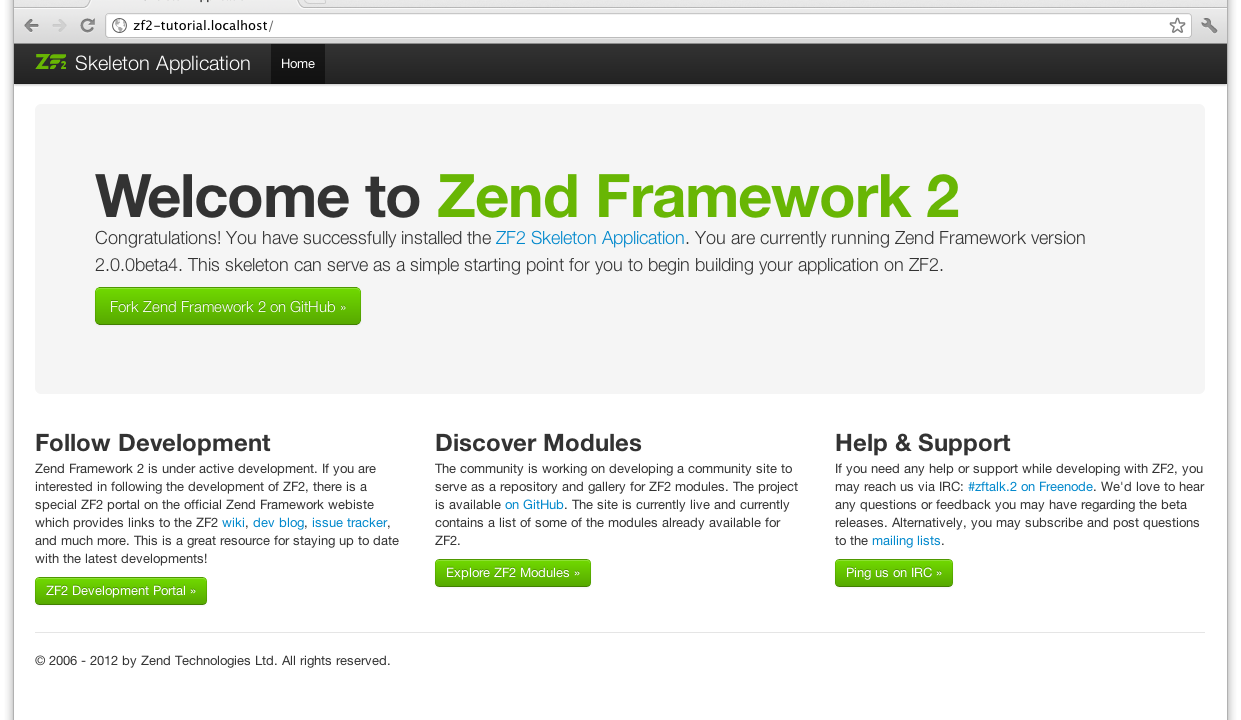 zf2-tutorial.localhost/
ZF2 Skeleton Application Home
Welcome to Zend Framework 2
Congratulations! You have successfully installed the ZF2 Skeleton Application. You are currently running Zend Framework version
2.0.0beta4. This skeleton can serve as a simple starting point for you to begin building your application on ZF2.
Fork Zend Framework 2 on GitHub »
Follow Development
Zend Framework 2 is under active development. If you are
interested in following the development of ZF2, there is a
special ZF2 portal on the official Zend Framework webiste
which provides links to the ZF2 wiki, dev blog, issue tracker,
and much more. This is a great resource for staying up to date
with the latest developments!
ZF2 Development Portal »
Discover Modules
The community is working on developing a community site to
serve as a repository and gallery for ZF2 modules. The project
is available on GitHub. The site is currently live and currently
contains a list of some of the modules already available for
ZF2.
Explore ZF2 Modules »
Help & Support
If you need any help or support while developing with ZF2, you
may reach us via IRC: #zftalk.2 on Freenode. We'd love to hear
any questions or feedback you may have regarding the beta
releases. Alternatively, you may subscribe and post questions
to the mailing lists.
Ping us on IRC »
© 2006 - 2012 by Zend Technologies Ltd. All rights reserved.